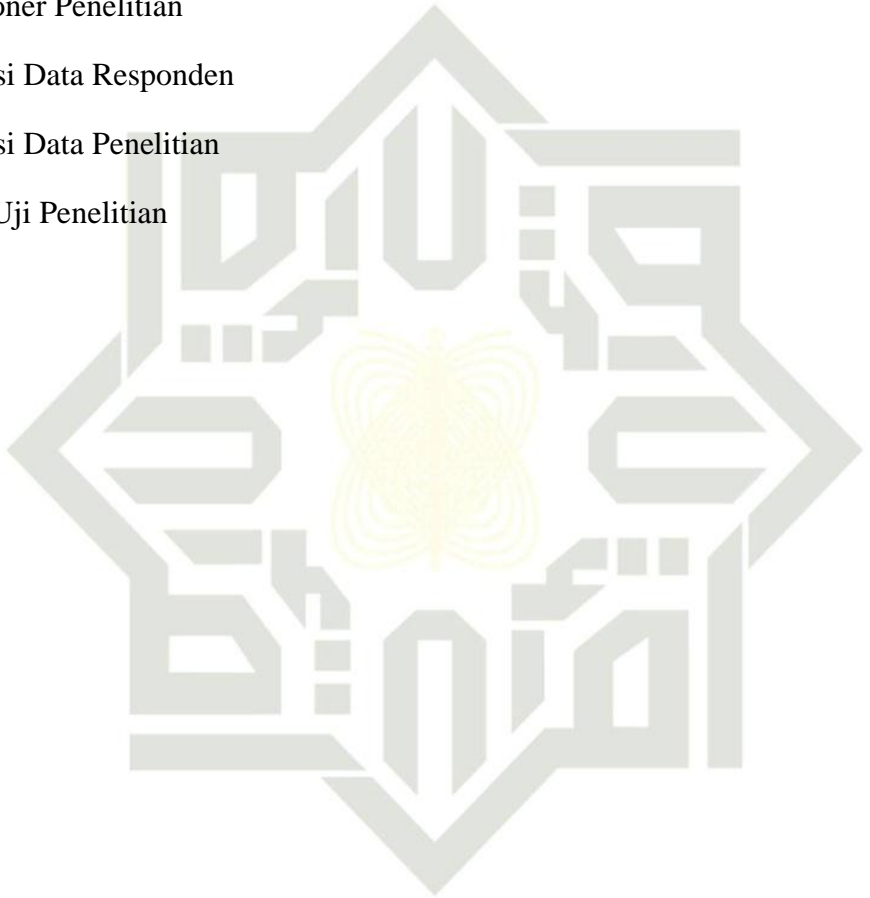 oner Penelitian
si Data Responden
si Data Penelitian
Uji Penelitian